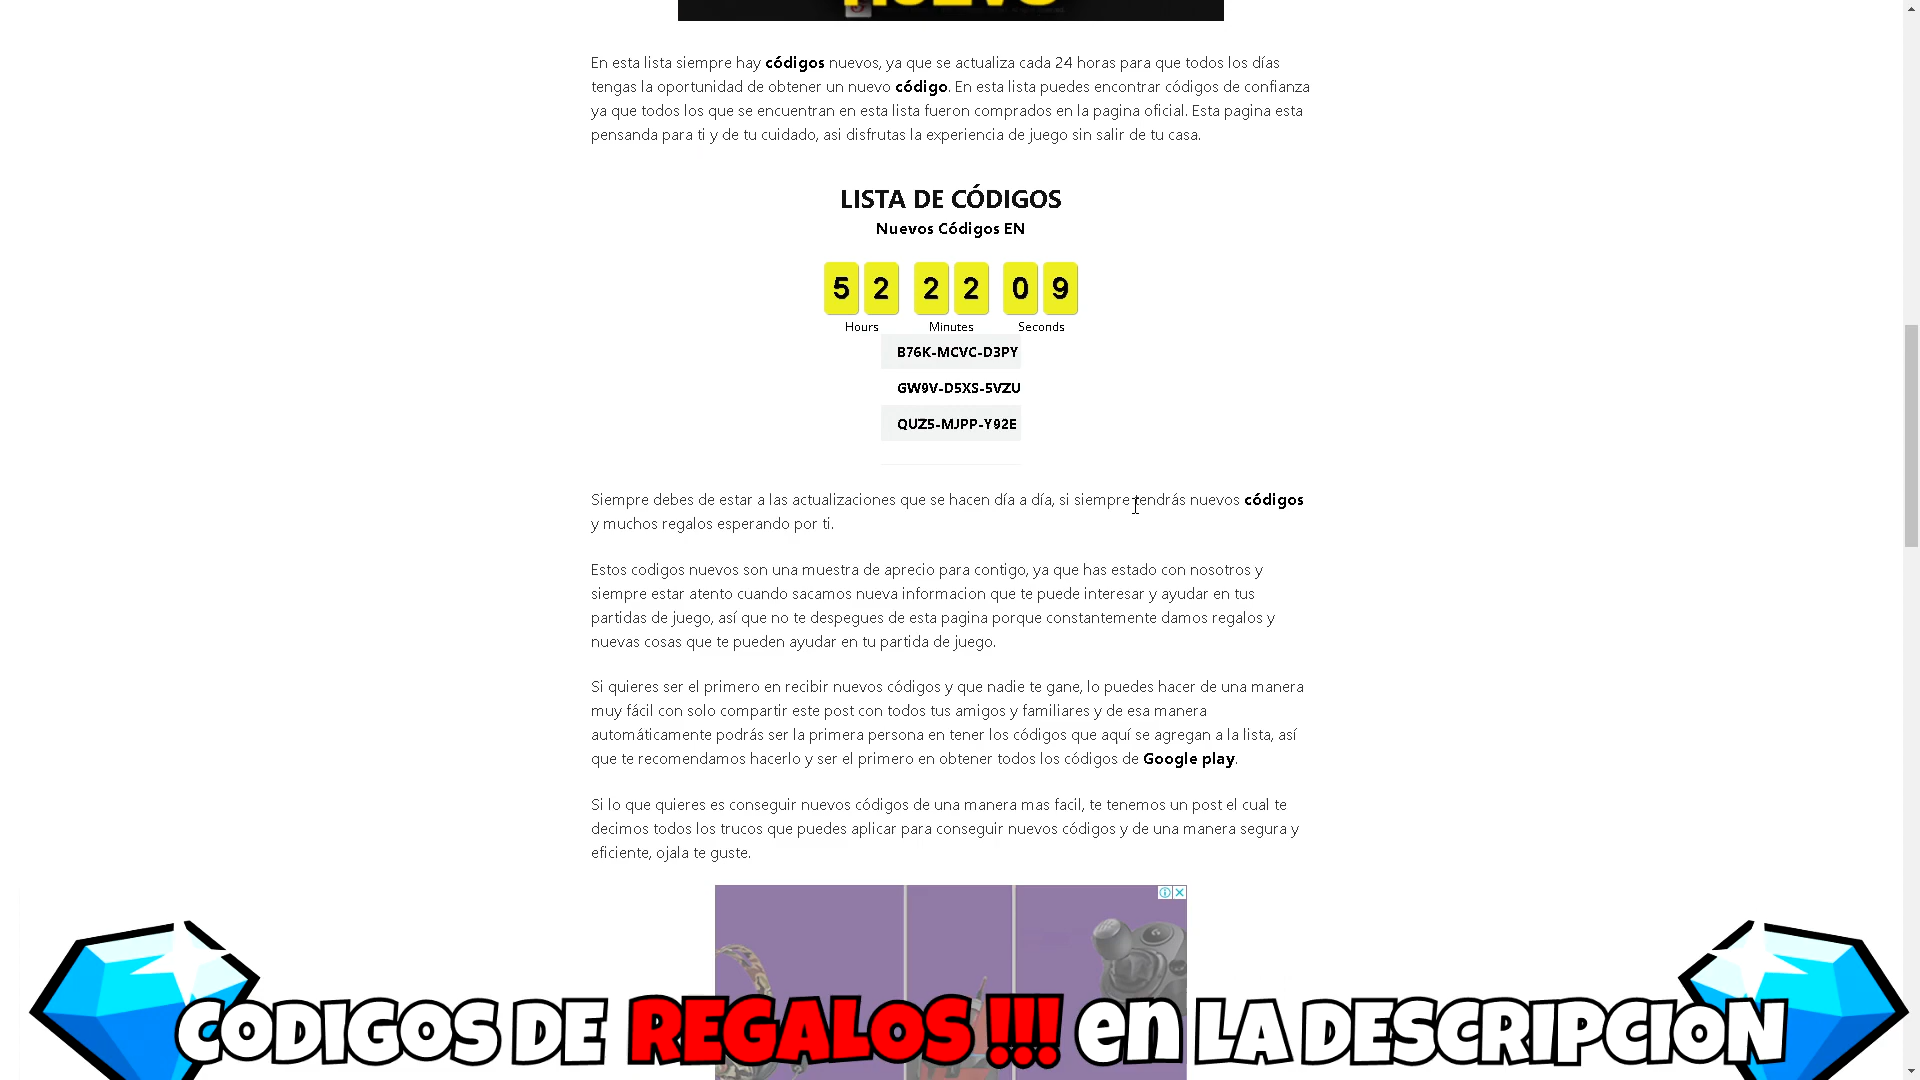 En esta lista siempre hay códigos nuevos, ya que se actualiza cada 24 horas para que todos los días
tengas la oportunidad de obtener un nuevo código. En esta lista puedes encontrar códigos de confianza
ya que todos los que se encuentran en esta lista fueron comprados en la pagina oficial. Esta pagina esta
pensanda para ti y de tu cuidado, asi disfrutas la experiencia de juego sin salir de tu casa.
LISTA DE CÓDIGOS
Nuevos Códigos EN
52 22 09
Hours Minutes Seconds
B76K-MCVC-D3PY
GW9V-D5XS-5VZU
QUZ5-MJPP-Y92E
Siempre debes de estar a las actualizaciones que se hacen día a día, si siempre tendrás nuevos códigos
y muchos regalos esperando por ti.
Estos codigos nuevos son una muestra de aprecio para contigo, ya que has estado con nosotros y
siempre estar atento cuando sacamos nueva informacion que te puede interesar y ayudar en tus
partidas de juego, así que no te despegues de esta pagina porque constantemente damos regalos y
nuevas cosas que te pueden ayudar en tu partida de juego.
Si quieres ser el primero en recibir nuevos códigos y que nadie te gane, lo puedes hacer de una manera
muy fácil con solo compartir este post con todos tus amigos y familiares y de esa manera
automáticamente podrás ser la primera persona en tener los códigos que aquí se agregan a la lista, así
que te recomendamos hacerlo y ser el primero en obtener todos los códigos de Google play.
Si lo que quieres es conseguir nuevos códigos de una manera mas facil, te tenemos un post el cual te
decimos todos los trucos que puedes aplicar para conseguir nuevos códigos y de una manera segura y
eficiente, ojala te guste.
CODIGOS DE REGALOS !!! en LA DESCRIPCION